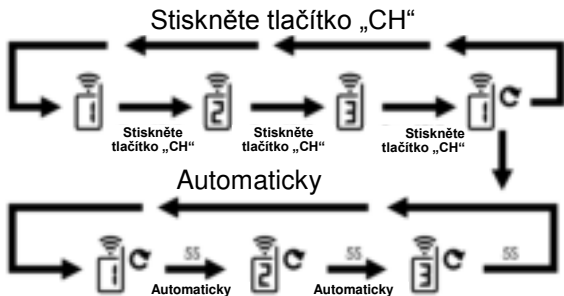 Stiskněte tlačítko „CH“
1 2 3 1
Stiskněte Stiskněte Stiskněte
tlačítko „CH“ tlačítko „CH“ tlačítko „CH“
Automaticky
5S 5S 5S
1 2 3
Automaticky Automaticky